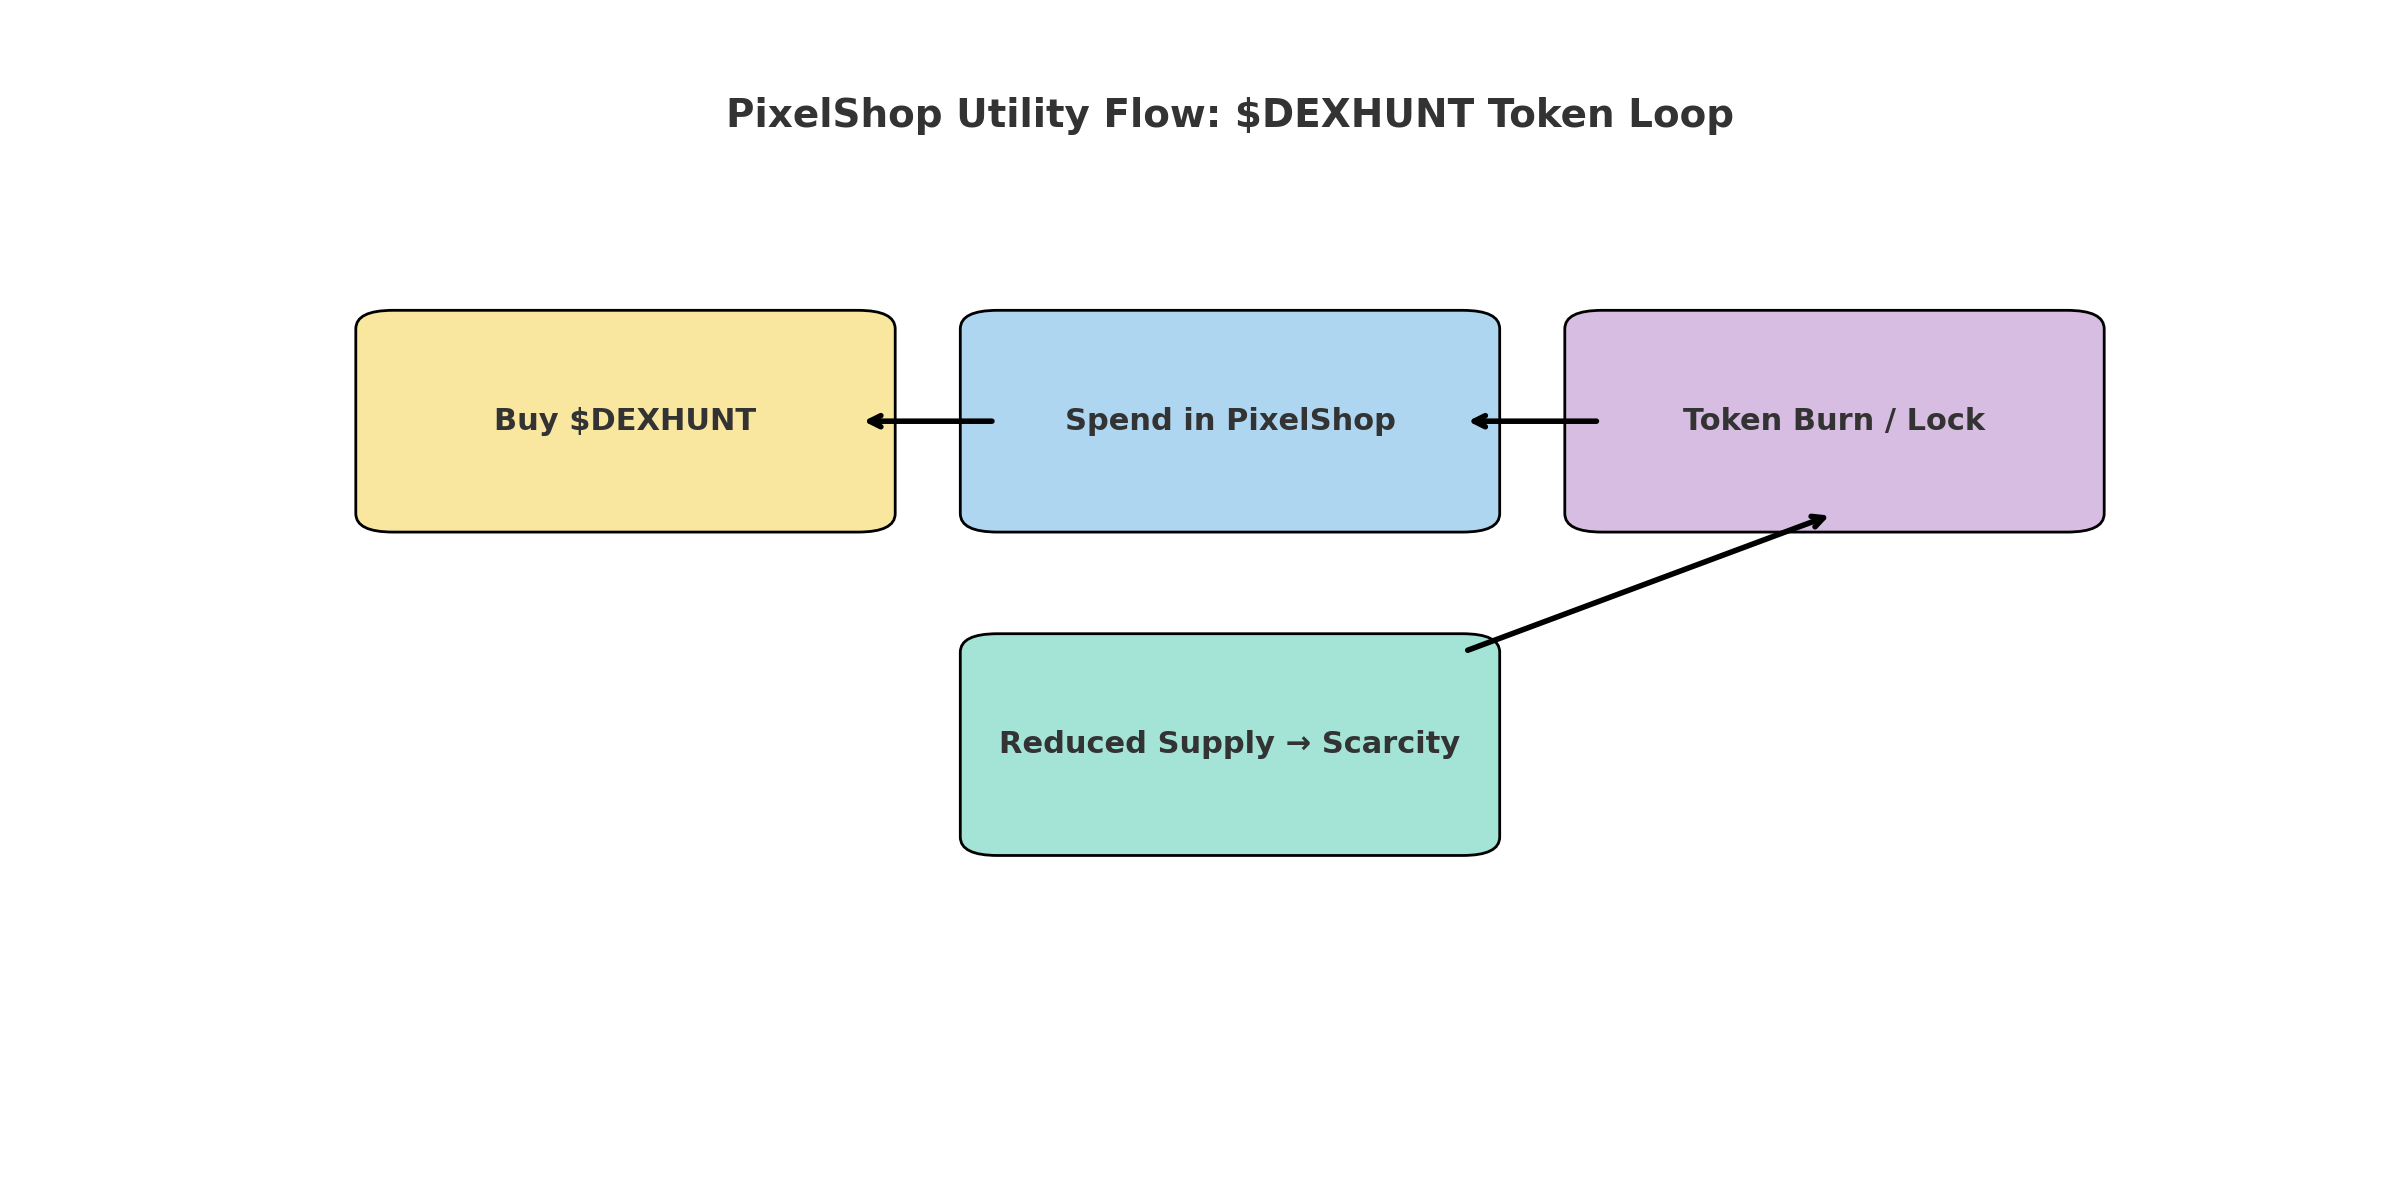 PixelShop Utility Flow: $DEXHUNT Token Loop
Buy $DEXHUNT
Spend in PixelShop
Token Burn / Lock
Reduced Supply → Scarcity